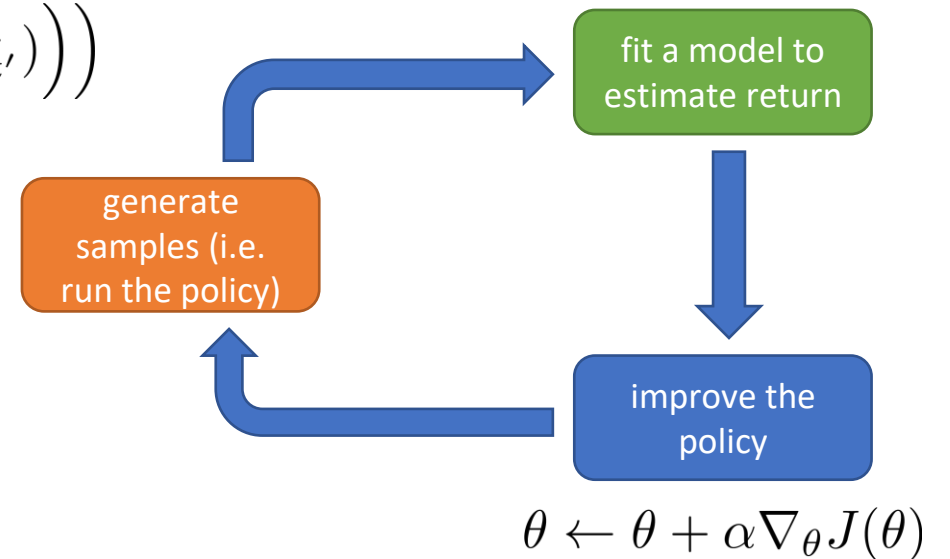 t′)))
fit a model to
estimate return
generate
samples (i.e.
run the policy)
improve the
policy
θ ← θ + α∇θJ(θ)